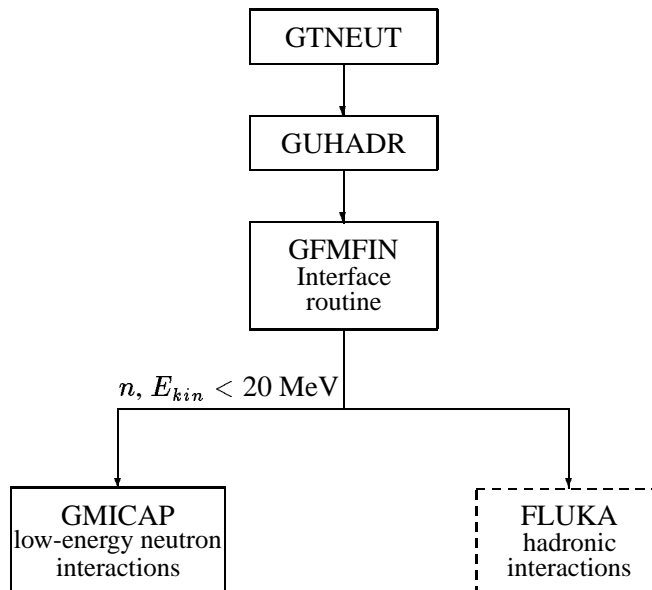 GTNEUT
GUHADR
GFMFIN
Interface
routine
n, E_kin < 20 MeV
GMICAP
low-energy neutron
interactions
FLUKA
hadronic
interactions